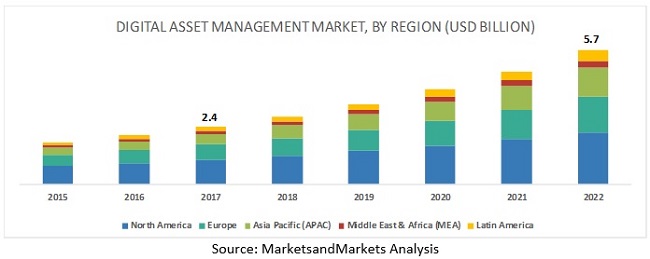 DIGITAL ASSET MANAGEMENT MARKET, BY REGION (USD BILLION)
5.7
2.4
2015 2016 2017 2018 2019 2020 2021 2022
North America Europe Asia Pacific (APAC) Middle East & Africa (MEA) Latin America
Source: MarketsandMarkets Analysis